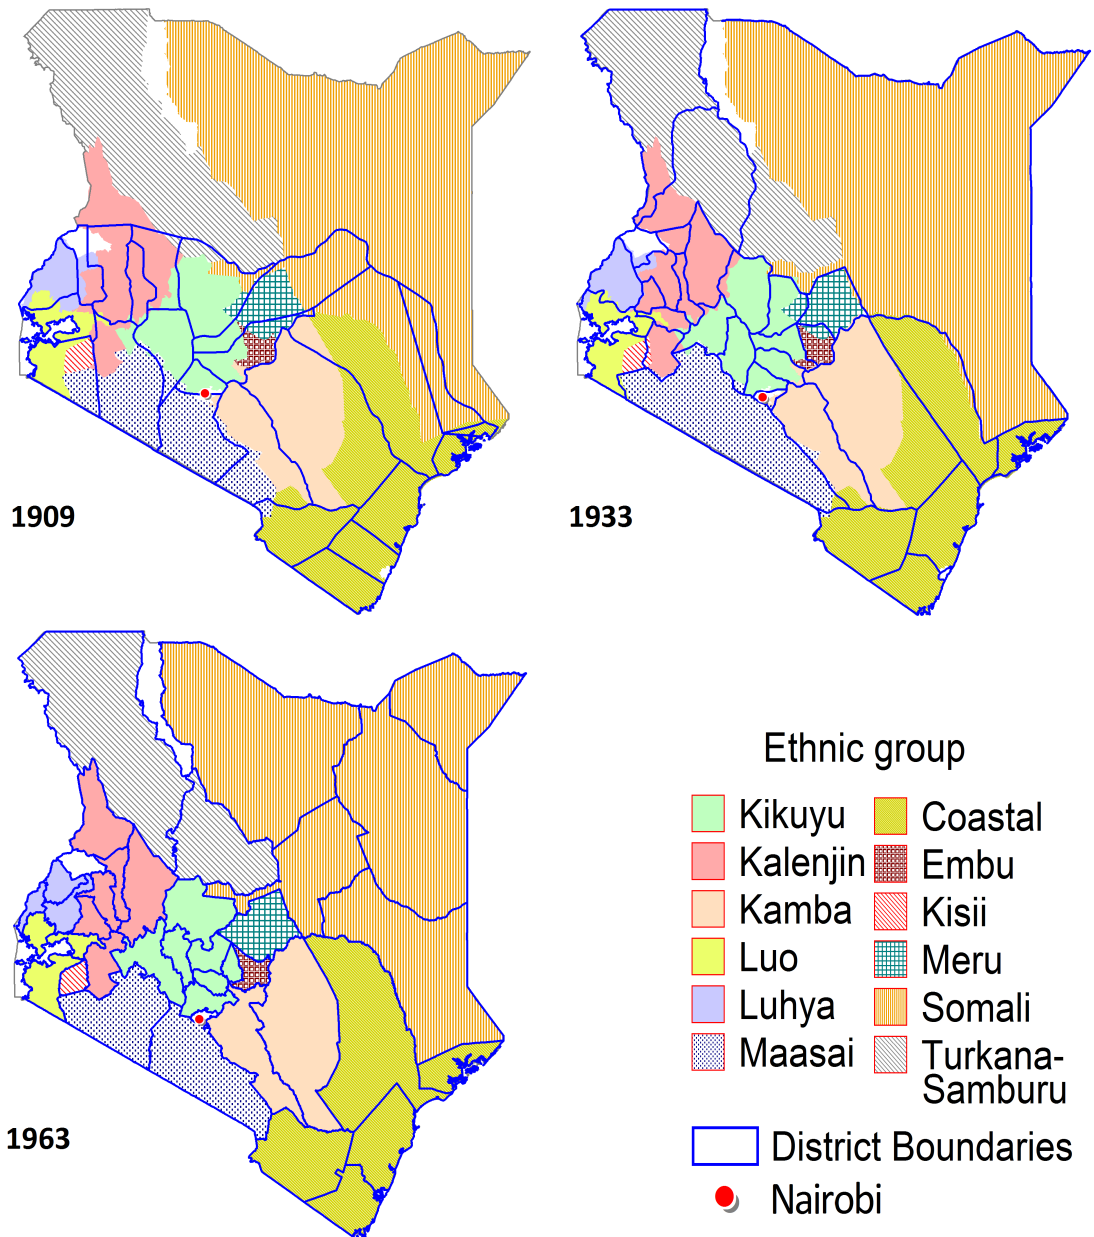 1909
1933
1963
Ethnic group
Kikuyu
Kalenjin
Kamba
Luo
Luhya
Maasai
Coastal
Embu
Kisii
Meru
Somali
Turkana-
Samburu
District Boundaries
Nairobi